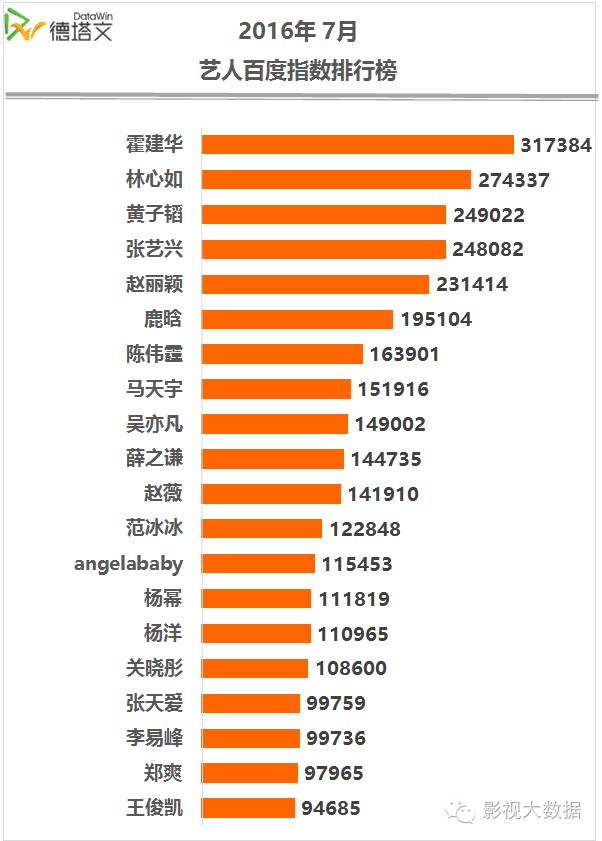 DataWin
德塔文
2016年 7月
艺人百度指数排行榜
霍建华 317384
林心如 274337
黄子韬 249022
张艺兴 248082
赵丽颖 231414
鹿晗 195104
陈伟霆 163901
马天宇 151916
吴亦凡 149002
薛之谦 144735
赵薇 141910
范冰冰 122848
angelababy 115453
杨幂 111819
杨洋 110965
关晓彤 108600
张天爱 99759
李易峰 99736
郑爽 97965
王俊凯 94685
影视大数据